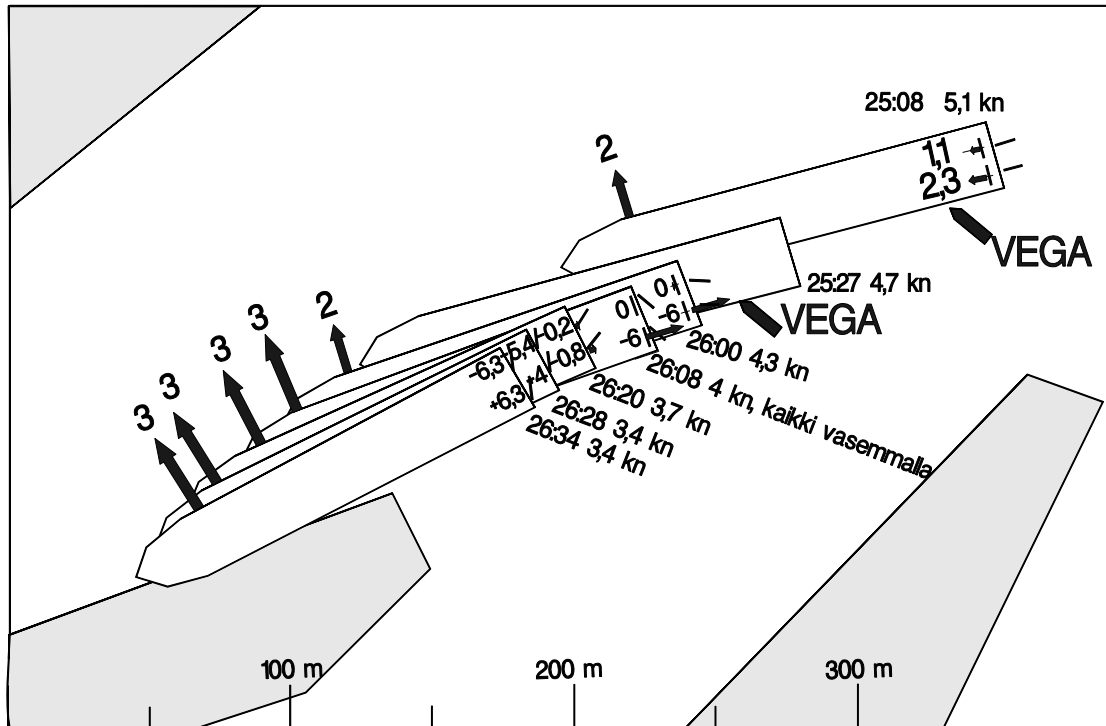 25:08 5,1 kn
2
1,1
2,3
VEGA
25:27 4,7 kn
VEGA
0
-6
26:00 4,3 kn
0
-6
26:08 4 kn, kaikki vasemmalla
2
3
3
3
3
-0,2
-0,8
26:20 3,7 kn
+5,4
+4
26:28 3,4 kn
-6,3
+6,3
26:34 3,4 kn
100 m
200 m
300 m